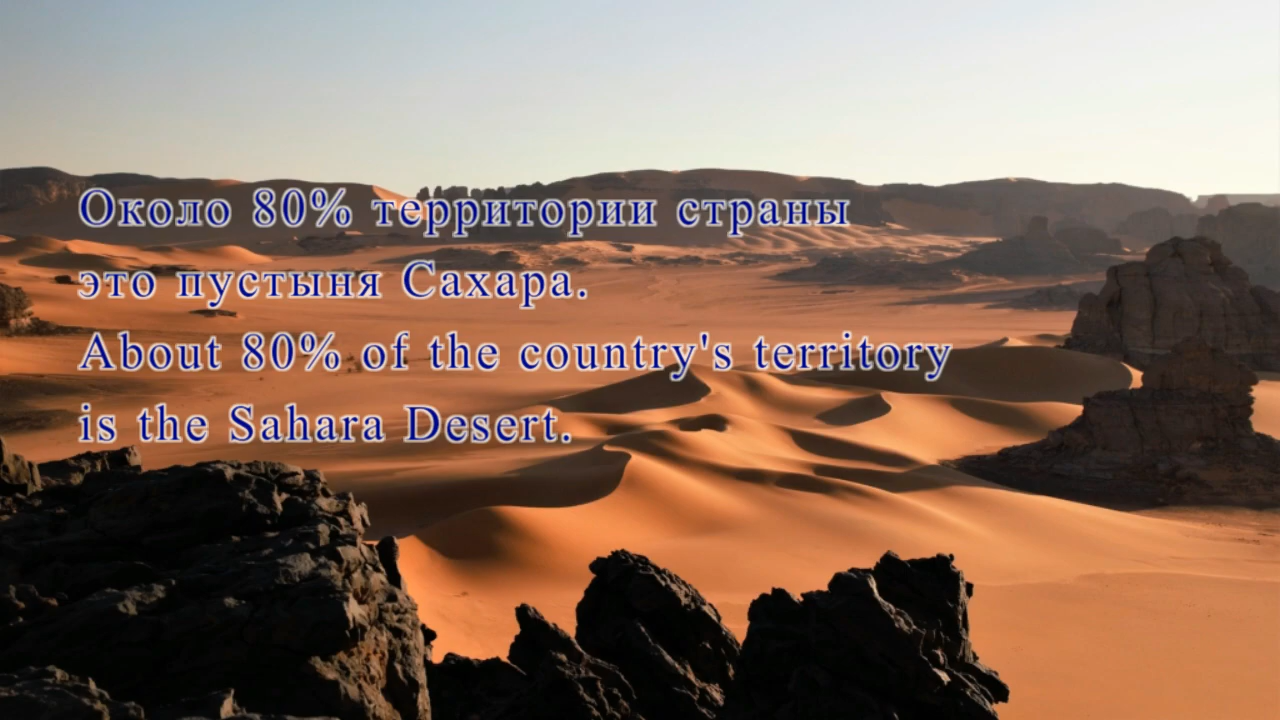 Около 80% территории страны
это пустыня Сахара.
About 80% of the country's territory
is the Sahara Desert.